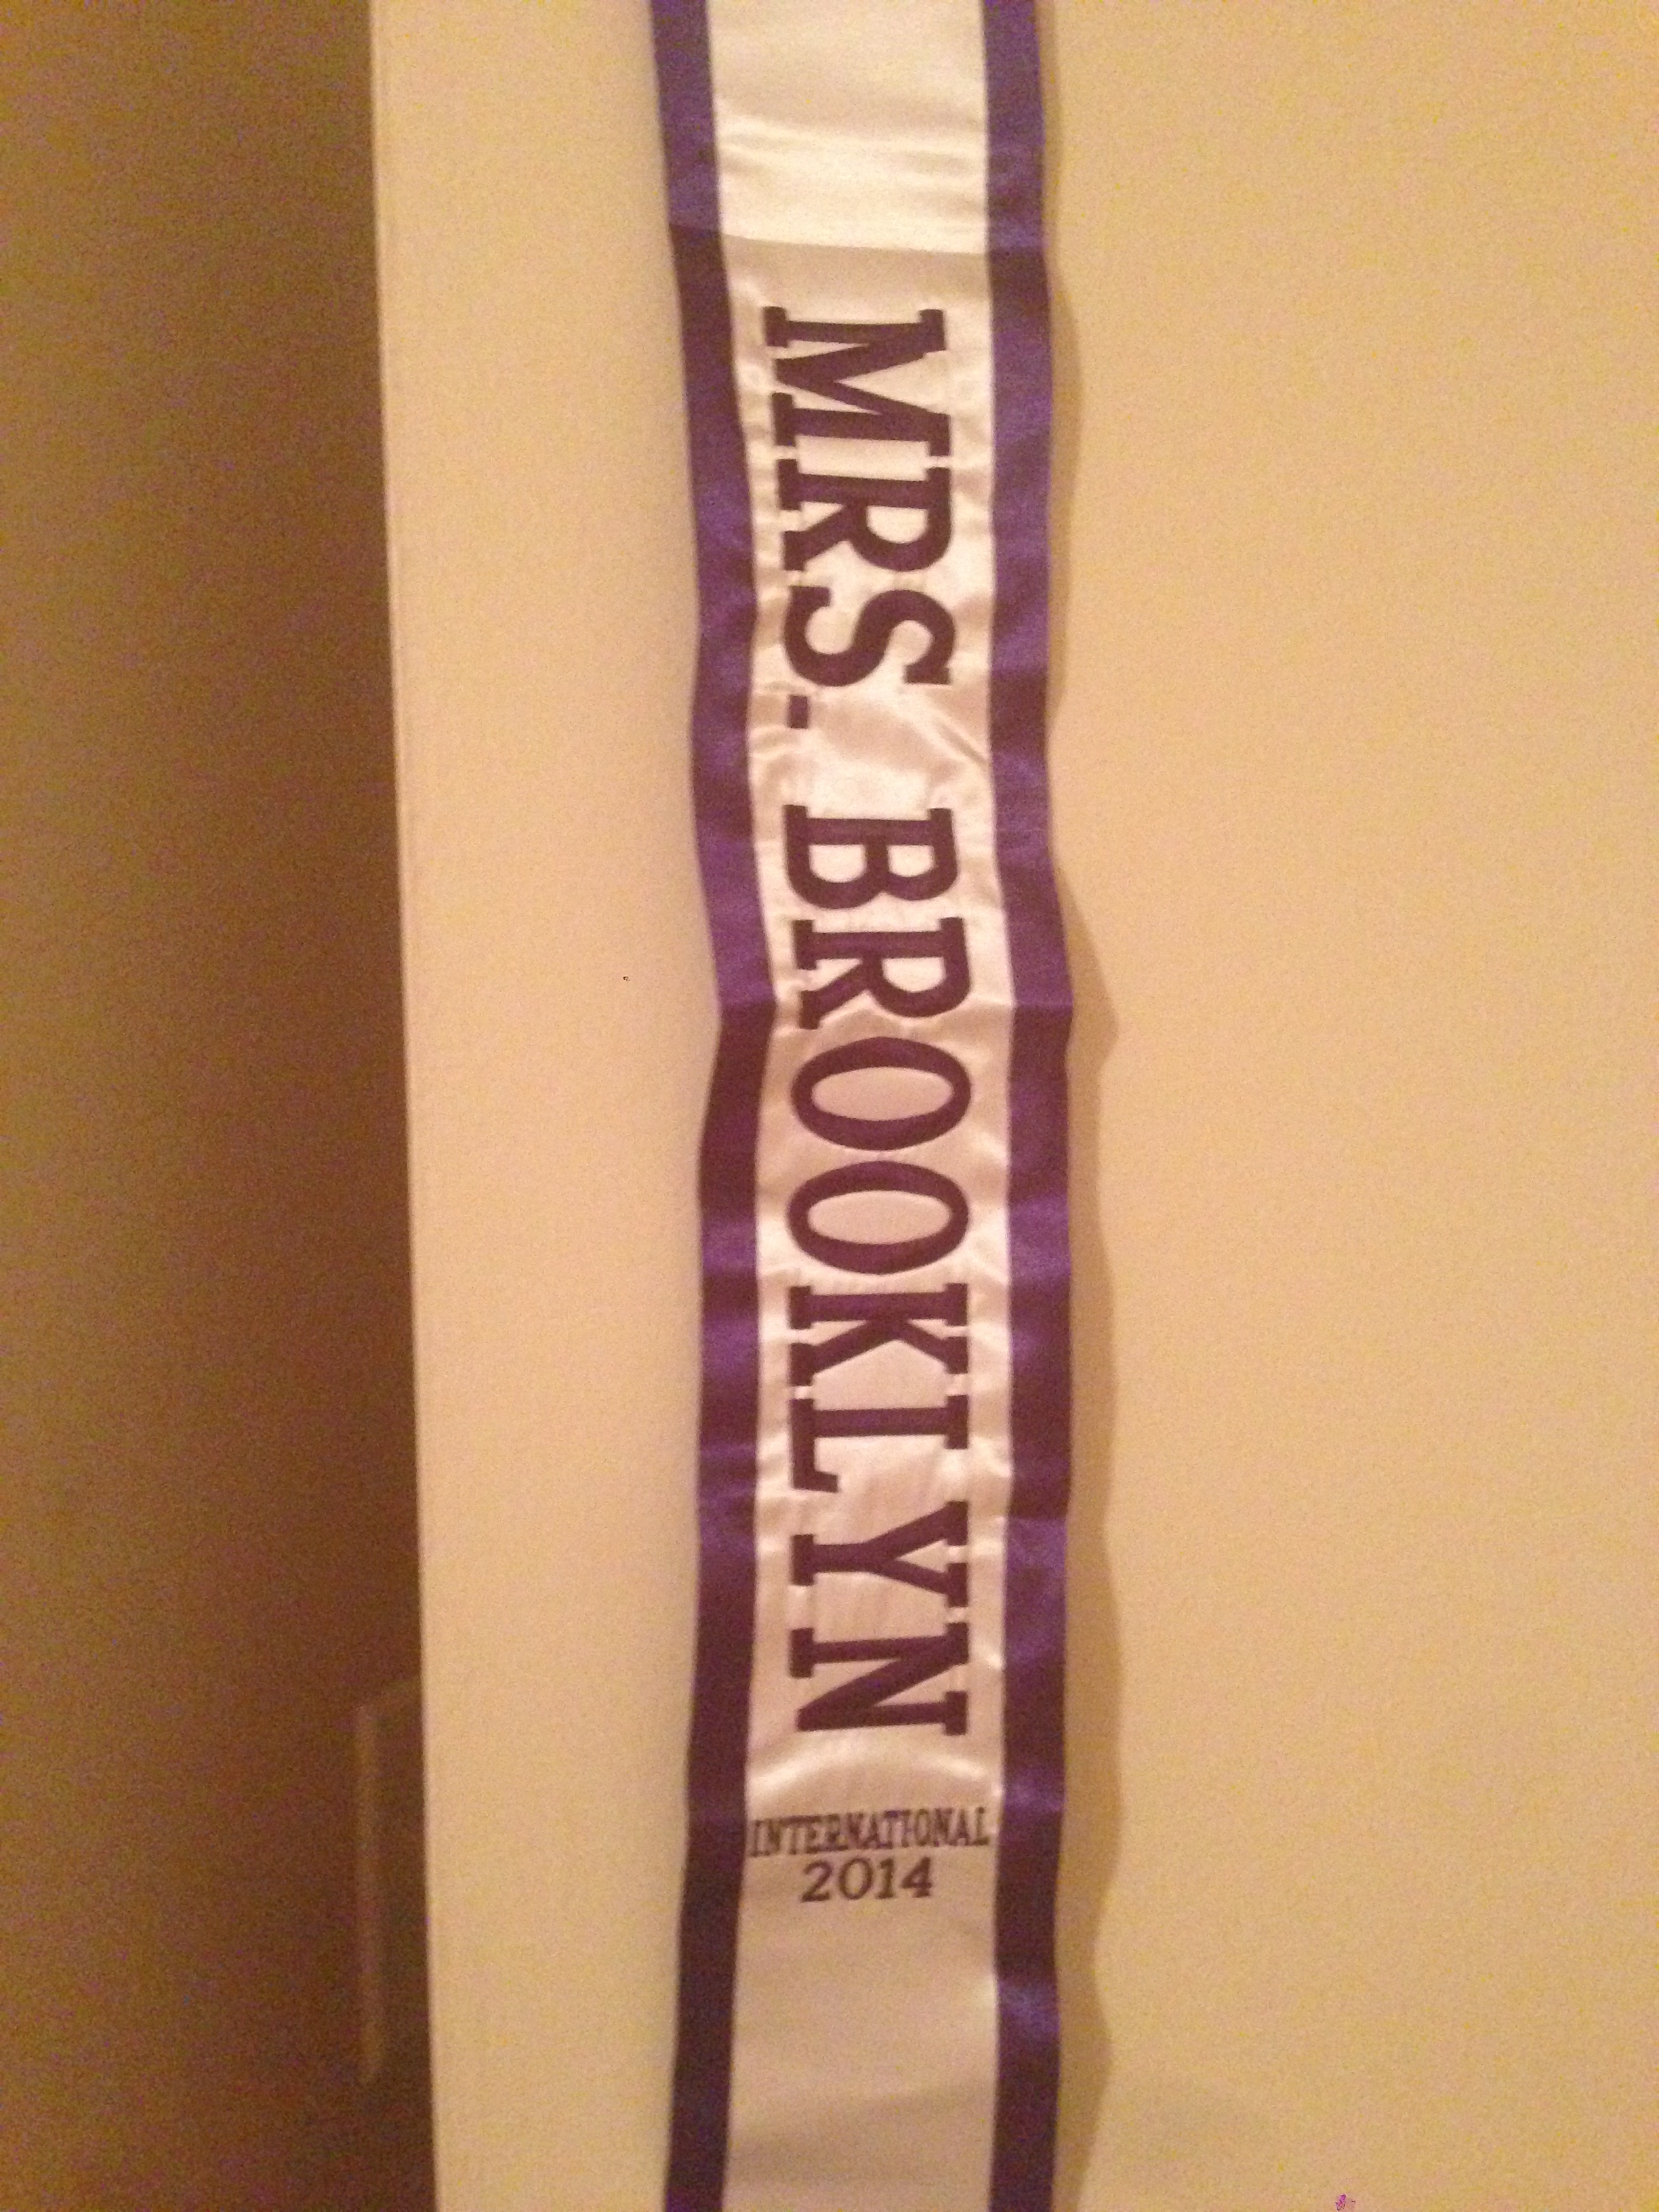 MRS. BROOKLYN
INTERNATIONAL
2014